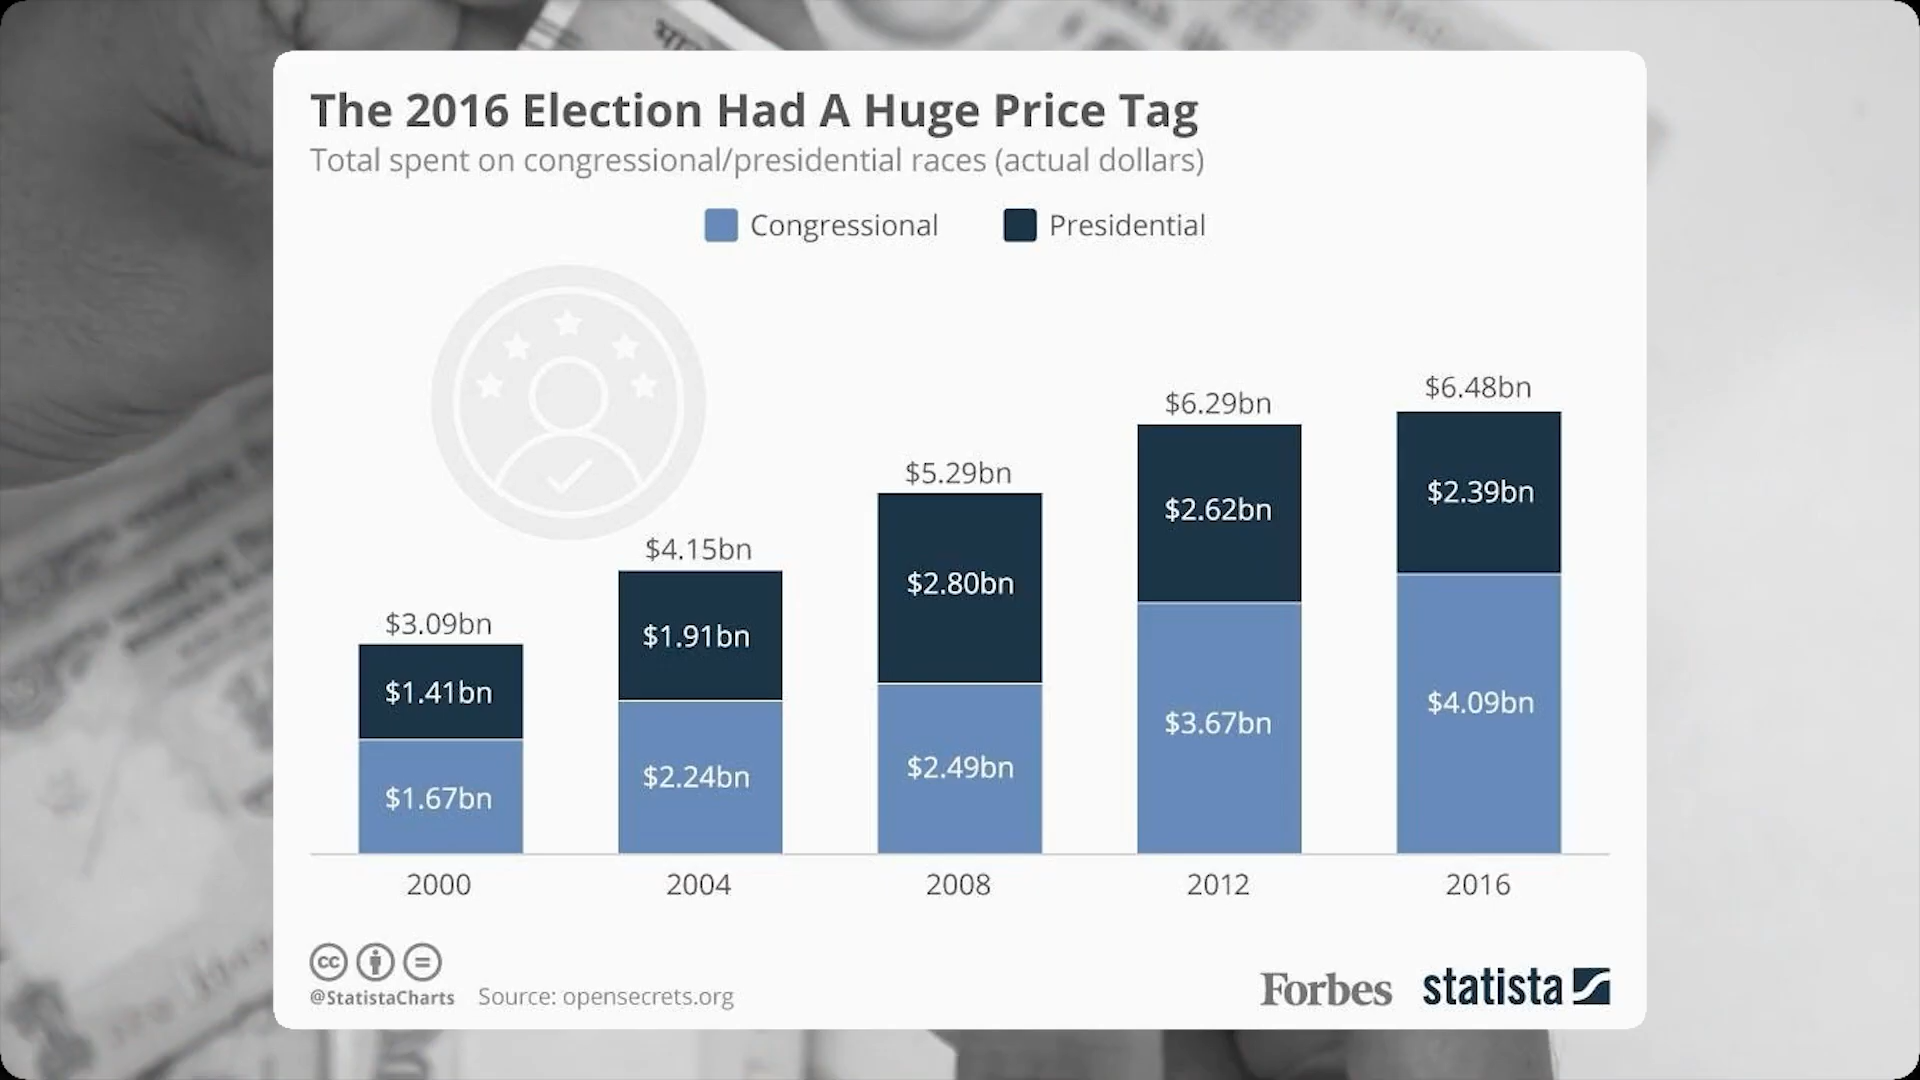 The 2016 Election Had A Huge Price Tag
Total spent on congressional/presidential races (actual dollars)
Congressional Presidential
$3.09bn
$1.41bn
$1.67bn
$4.15bn
$1.91bn
$2.24bn
$5.29bn
$2.80bn
$2.49bn
$6.29bn
$2.62bn
$3.67bn
$6.48bn
$2.39bn
$4.09bn
2000 2004 2008 2012 2016
cc
@StatistaCharts Source: opensecrets.org
Forbes statista